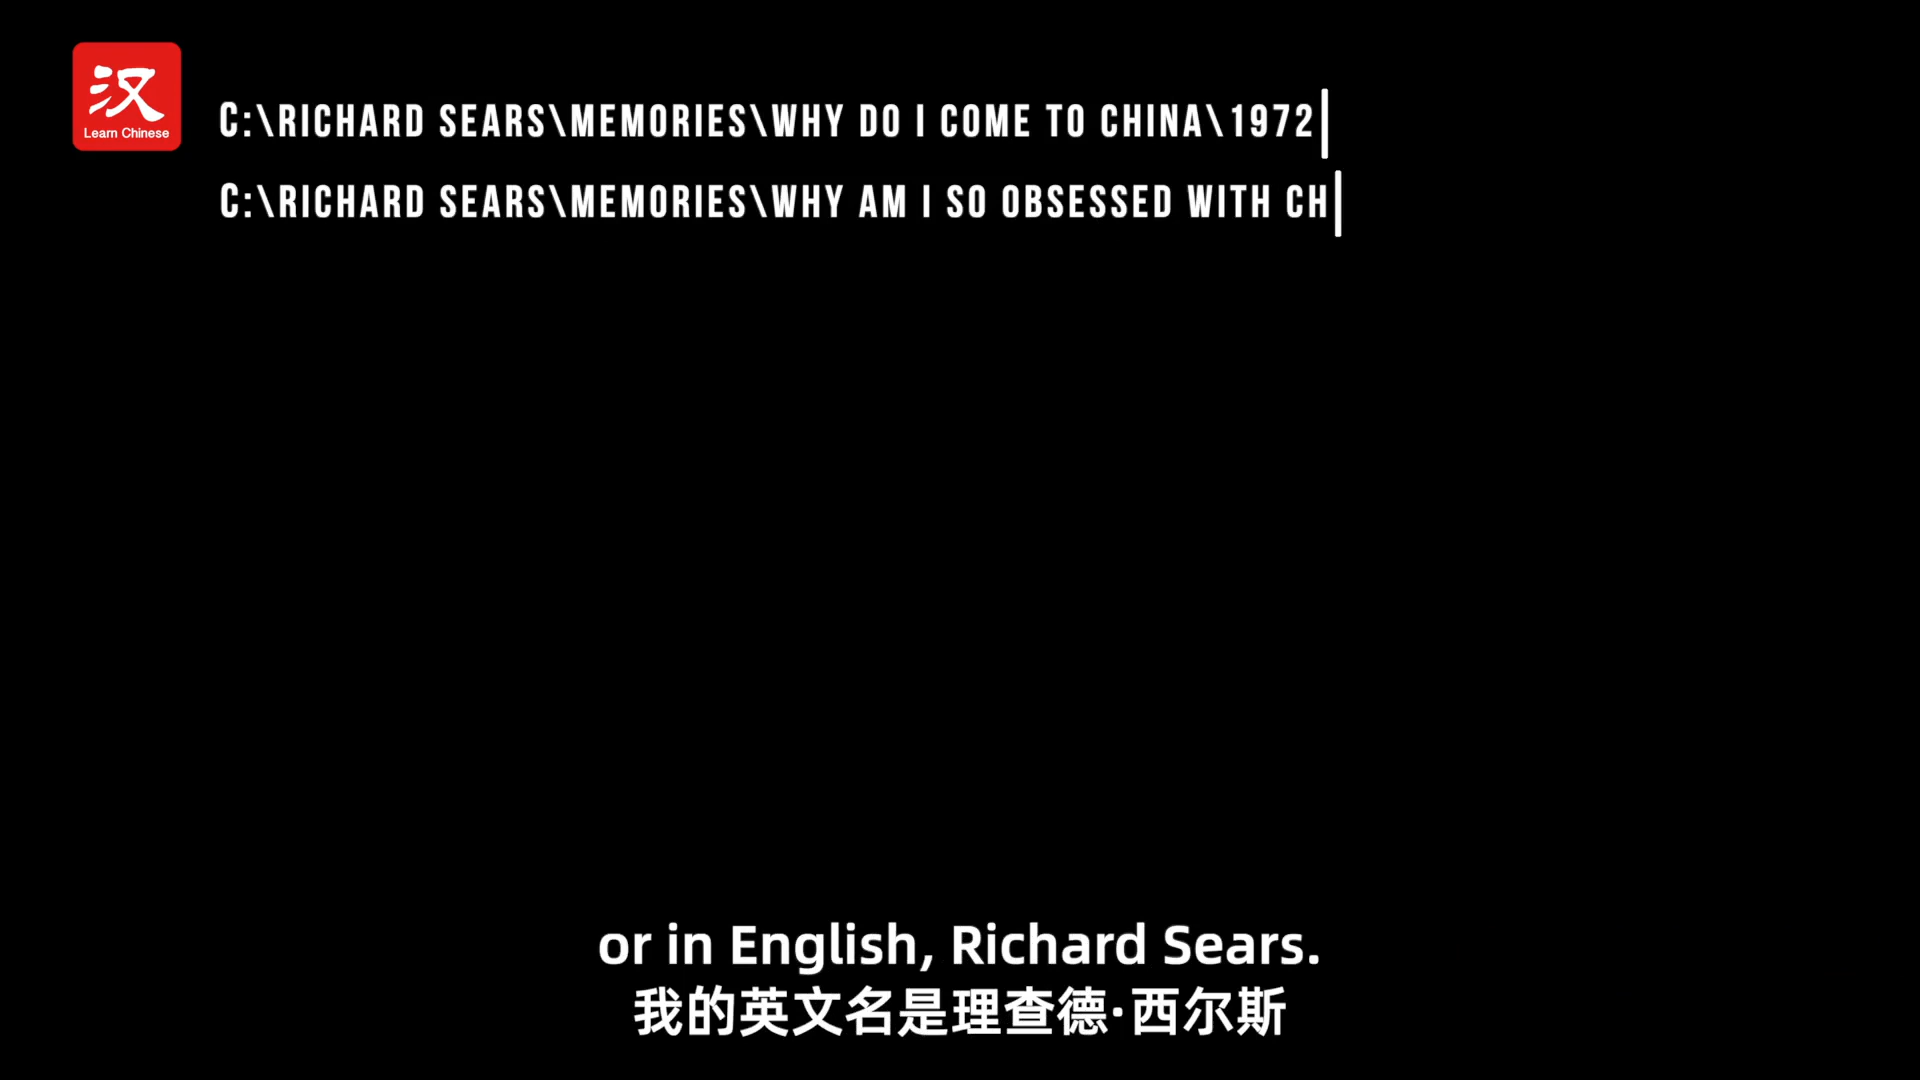 汉
Learn Chinese
C:\RICHARD SEARS\MEMORIES\WHY DO I COME TO CHINA\1972
C:\RICHARD SEARS\MEMORIES\WHY AM I SO OBSESSED WITH CH
or in English, Richard Sears.
我的英文名是理查德·西尔斯